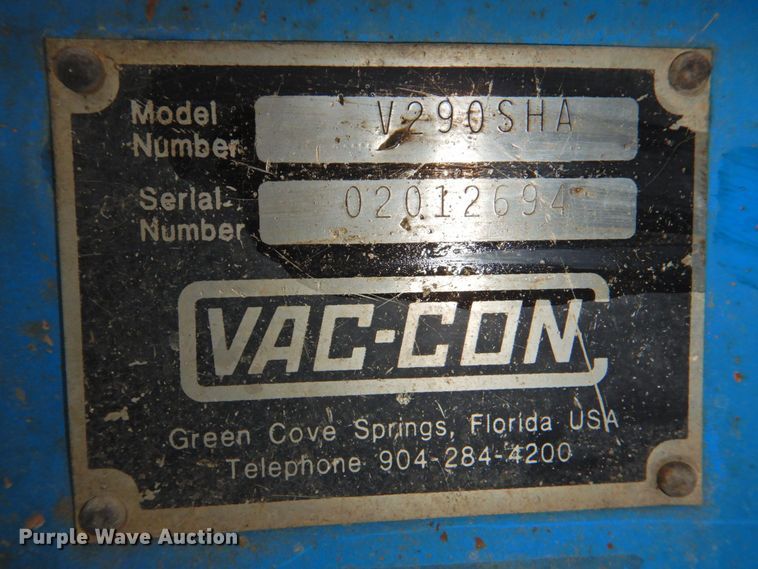 Model Number V290SHA
Serial Number 02012694
VAC-CON
Green Cove Springs, Florida USA
Telephone 904-284-4200
Purple Wave Auction